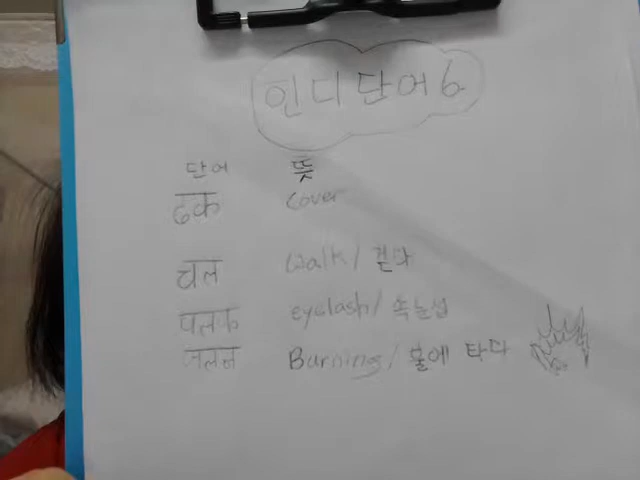 힌디단어6
단어 뜻
ढक cover
चल walk/걷다
पलक eyelash/속눈썹
जलन Burning/불에 타다